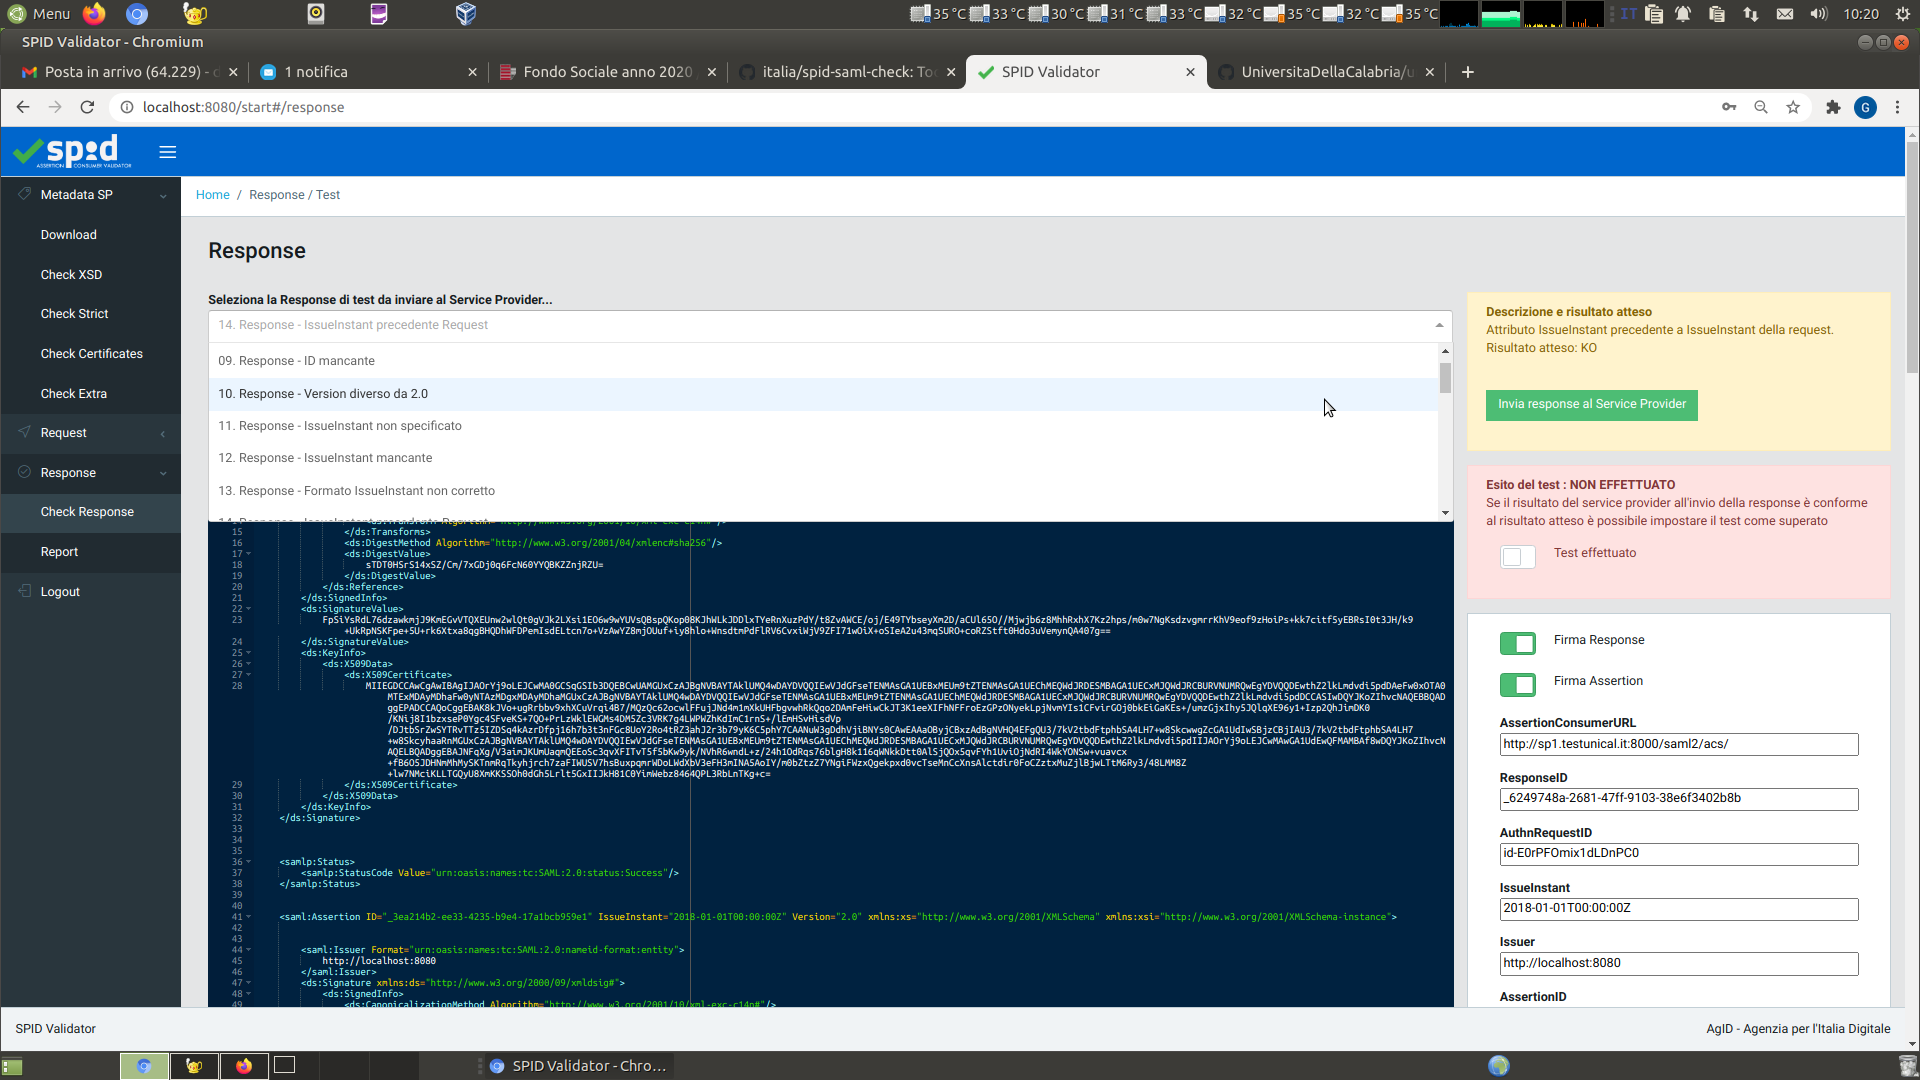 Menu
35 °C 33 °C 30 °C 31 °C 33 °C 32 °C 35 °C 32 °C 35 °C
IT
10:20
SPID Validator - Chromium
Posta in arrivo (64.229) -
1 notifica
Fondo Sociale anno 2020
italia/spid-saml-check: Too
SPID Validator
UniversitaDellaCalabria/u
localhost:8080/start#/response
G
spid
ASSERTION CONSUMER VALIDATOR
Metadata SP
Download
Check XSD
Check Strict
Check Certificates
Check Extra
Request
Response
Check Response
Report
Logout
Home / Response / Test
Response
Seleziona la Response di test da inviare al Service Provider...
14. Response - IssueInstant precedente Request
09. Response - ID mancante
10. Response - Version diverso da 2.0
11. Response - IssueInstant non specificato
12. Response - IssueInstant mancante
13. Response - Formato IssueInstant non corretto
15 </ds:Transforms>
16 <ds:DigestMethod Algorithm="http://www.w3.org/2001/04/xmlenc#sha256"/>
17 <ds:DigestValue>
18 sTDT0HSrS14xSZ/Cm/7xGDj0q6FcN60YYQBKZZnjRZU=
19 </ds:DigestValue>
20 </ds:Reference>
21 </ds:SignedInfo>
22 <ds:SignatureValue>
23
24 </ds:SignatureValue>
25 <ds:KeyInfo>
26 <ds:X509Data>
27 <ds:X509Certificate>
28
29 </ds:X509Certificate>
30 </ds:X509Data>
31 </ds:KeyInfo>
32 </ds:Signature>
33
34
35
36 <samlp:Status>
37 <samlp:StatusCode Value="urn:oasis:names:tc:SAML:2.0:status:Success"/>
38 </samlp:Status>
39
40
41 <saml:Assertion ID="_3ea214b2-ee33-4235-b9e4-17a1bcb959e1" IssueInstant="2018-01-01T00:00:00Z" Version="2.0" xmlns:xs="http://www.w3.org/2001/XMLSchema" xmlns:xsi="http://www.w3.org/2001/XMLSchema-instance">
42
43
44 <saml:Issuer Format="urn:oasis:names:tc:SAML:2.0:nameid-format:entity">
45 http://localhost:8080
46 </saml:Issuer>
47 <ds:Signature xmlns:ds="http://www.w3.org/2000/09/xmldsig#">
48 <ds:SignedInfo>
49 <ds:CanonicalizationMethod Algorithm="http://www.w3.org/2001/10/xml-exc-c14n#"/>
Descrizione e risultato atteso
Attributo IssueInstant precedente a IssueInstant della request.
Risultato atteso: KO
Invia response al Service Provider
Esito del test : NON EFFETTUATO
Se il risultato del service provider all'invio della response è conforme
al risultato atteso è possibile impostare il test come superato
Test effettuato
Firma Response
Firma Assertion
AssertionConsumerURL
http://sp1.testunical.it:8000/saml2/acs/
ResponseID
_6249748a-2681-47ff-9103-38e6f3402b8b
AuthnRequestID
id-E0rPFOmix1dLDnPC0
IssueInstant
2018-01-01T00:00:00Z
Issuer
http://localhost:8080
AssertionID
SPID Validator
AgID - Agenzia per l'Italia Digitale
SPID Validator - Chro...